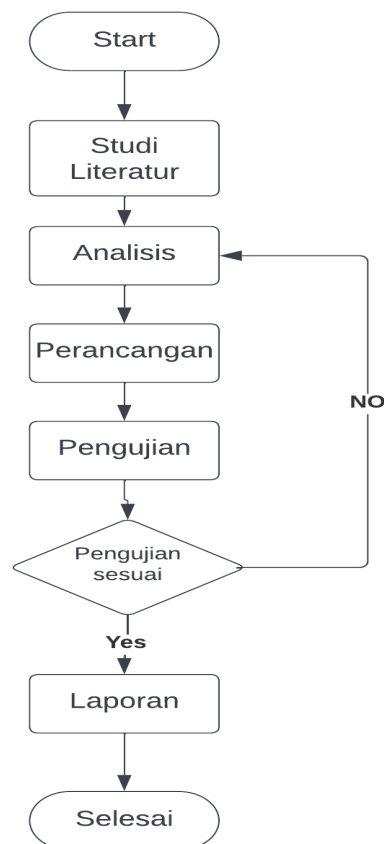 Start
Studi
Literatur
Analisis
Perancangan
NO
Pengujian
Pengujian
sesuai
Yes
Laporan
Selesai